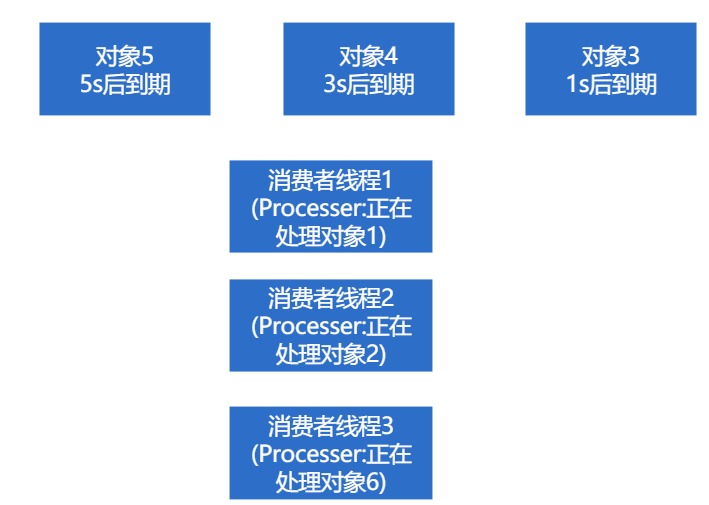 对象5
5s后到期
对象4
3s后到期
对象3
1s后到期
消费者线程1
(Processer:正在
处理对象1)
消费者线程2
(Processer:正在
处理对象2)
消费者线程3
(Processer:正在
处理对象6)